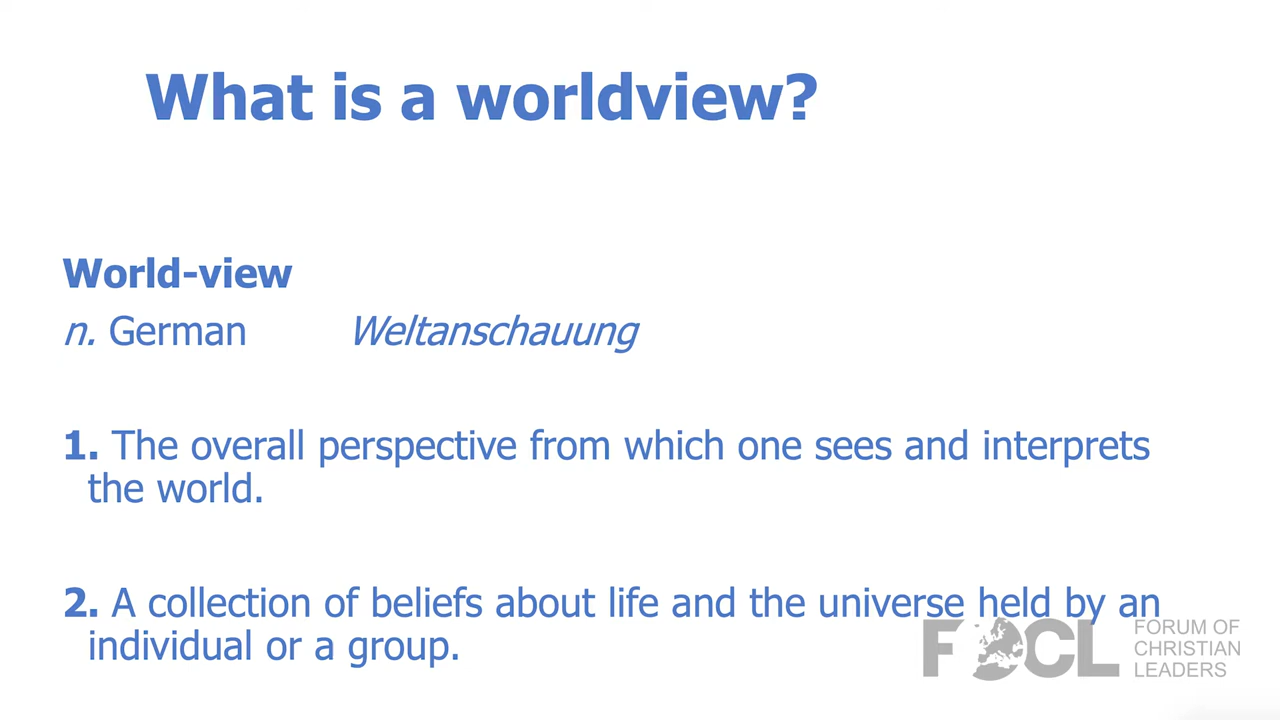 What is a worldview?
World-view
n. German Weltanschauung
1. The overall perspective from which one sees and interprets
the world.
2. A collection of beliefs about life and the universe held by an
individual or a group.
FOCL
FORUM OF
CHRISTIAN
LEADERS